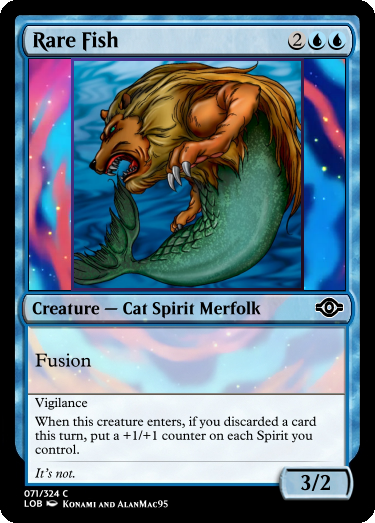 Rare Fish 2
Creature — Cat Spirit Merfolk
Fusion
Vigilance
When this creature enters, if you discarded a card
this turn, put a +1/+1 counter on each Spirit you
control.
It's not.
3/2
071/324 C
LOB Konami and AlanMac95